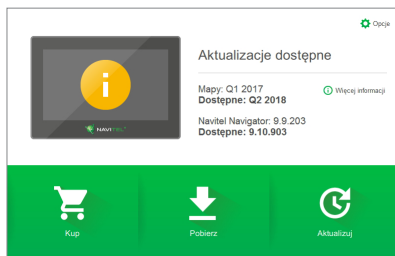 Opcje
Aktualizacje dostępne
Mapy: Q1 2017
Dostępne: Q2 2018
Więcej informacji
Navitel Navigator: 9.9.203
Dostępne: 9.10.903
NAVITEL
Kup
Pobierz
Aktualizuj